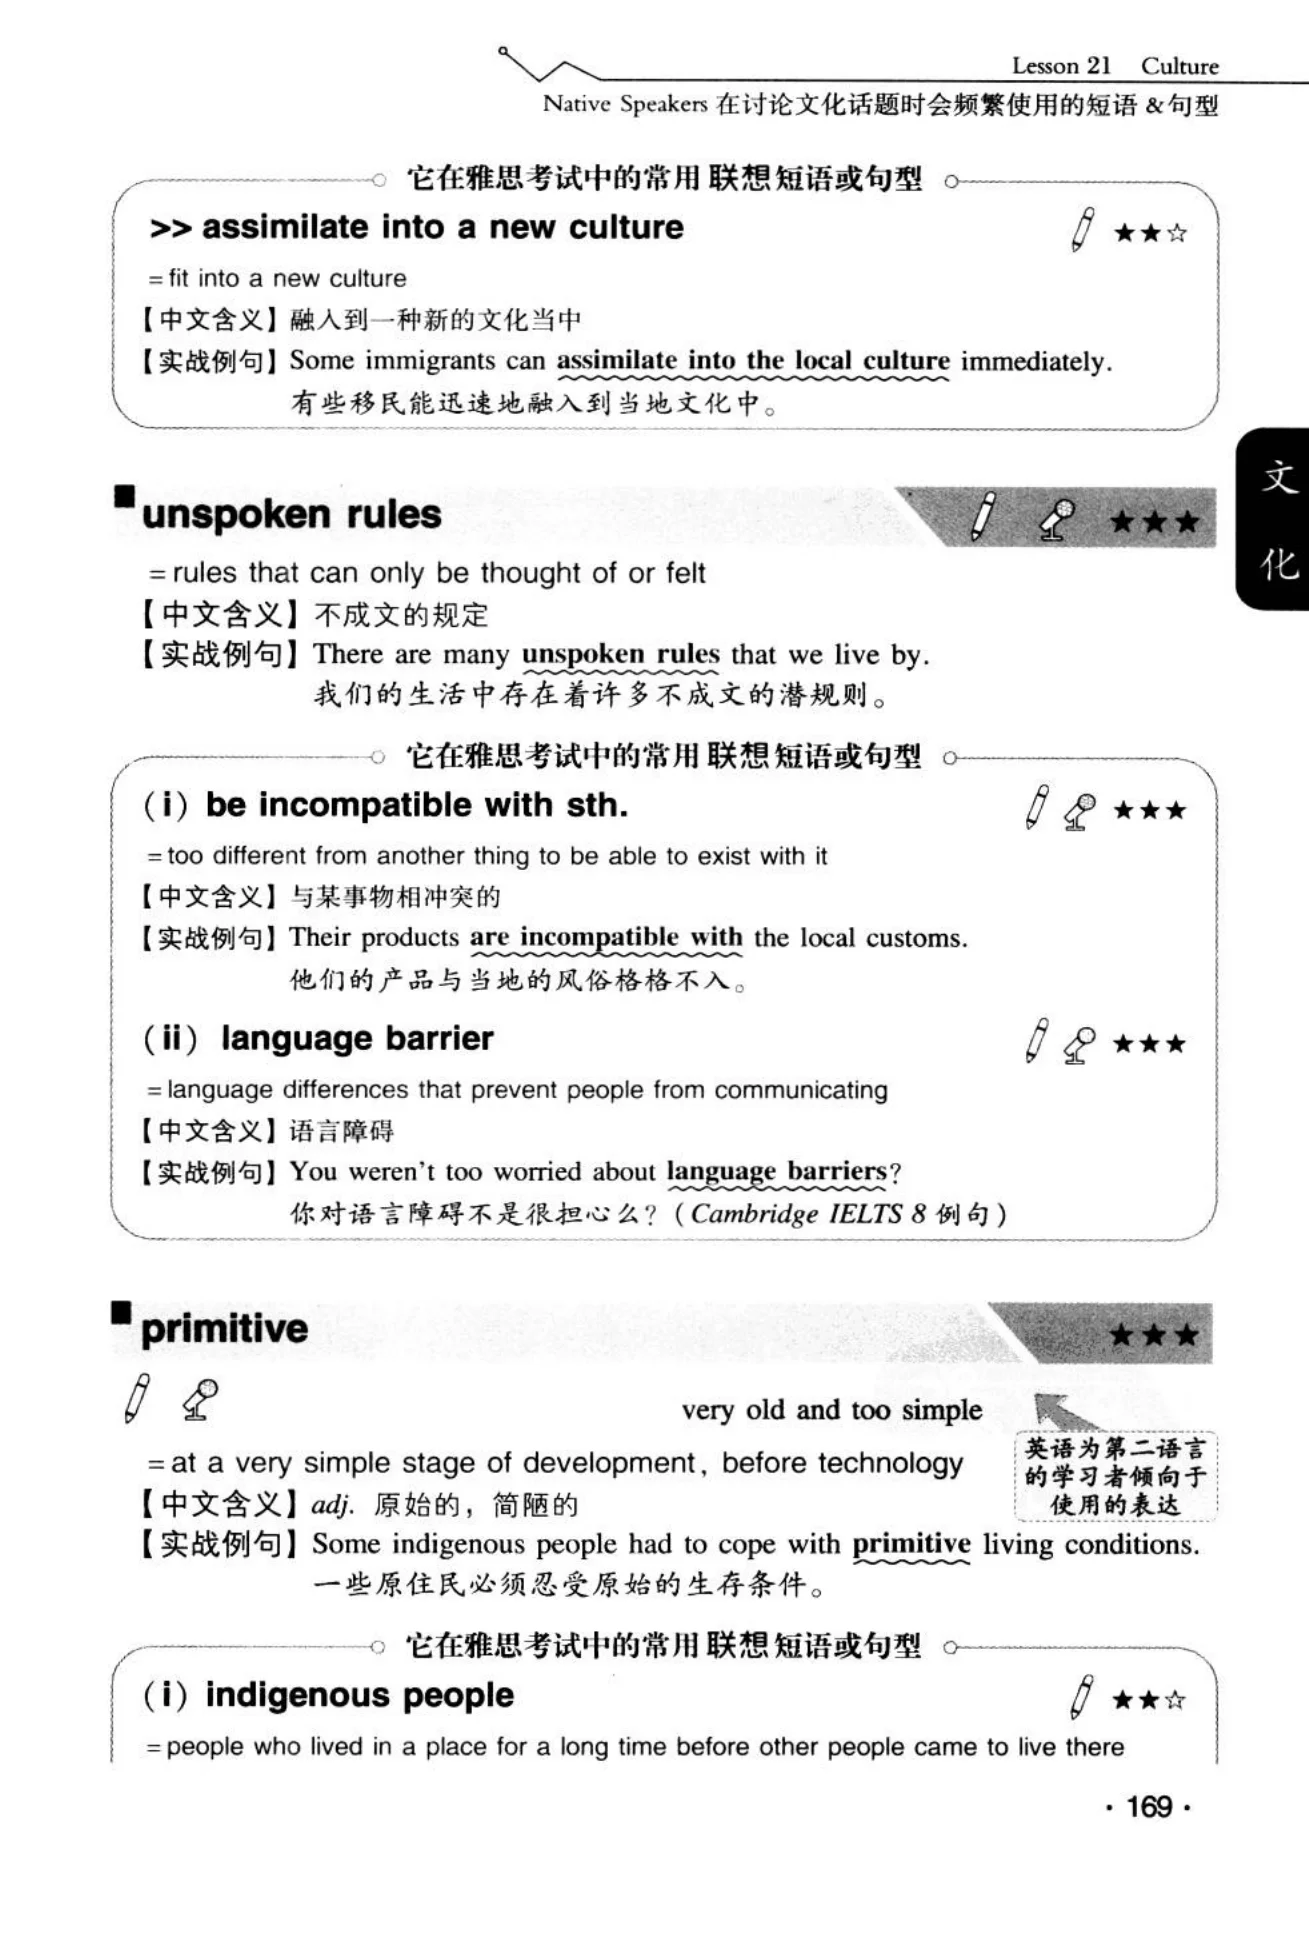 Lesson 21 Culture
Native Speakers 在讨论文化话题时会频繁使用的短语 & 句型
它在雅思考试中的常用联想短语或句型
>> assimilate into a new culture ★★☆
= fit into a new culture
【中文含义】融入到一种新的文化当中
【实战例句】Some immigrants can assimilate into the local culture immediately.
有些移民能迅速地融入到当地文化中。
文化
■ unspoken rules ★★★
= rules that can only be thought of or felt
【中文含义】不成文的规定
【实战例句】There are many unspoken rules that we live by.
我们的生活中存在着许多不成文的潜规则。
它在雅思考试中的常用联想短语或句型
(i) be incompatible with sth. ★★★
= too different from another thing to be able to exist with it
【中文含义】与某事物相冲突的
【实战例句】Their products are incompatible with the local customs.
他们的产品与当地的风俗格格不入。
(ii) language barrier ★★★
= language differences that prevent people from communicating
【中文含义】语言障碍
【实战例句】You weren't too worried about language barriers?
你对语言障碍不是很担心么？(Cambridge IELTS 8 例句)
■ primitive ★★★
very old and too simple
英语为第二语言
的学习者倾向于
使用的表达
= at a very simple stage of development, before technology
【中文含义】adj. 原始的，简陋的
【实战例句】Some indigenous people had to cope with primitive living conditions.
一些原住民必须忍受原始的生存条件。
它在雅思考试中的常用联想短语或句型
(i) indigenous people ★★☆
= people who lived in a place for a long time before other people came to live there
· 169 ·